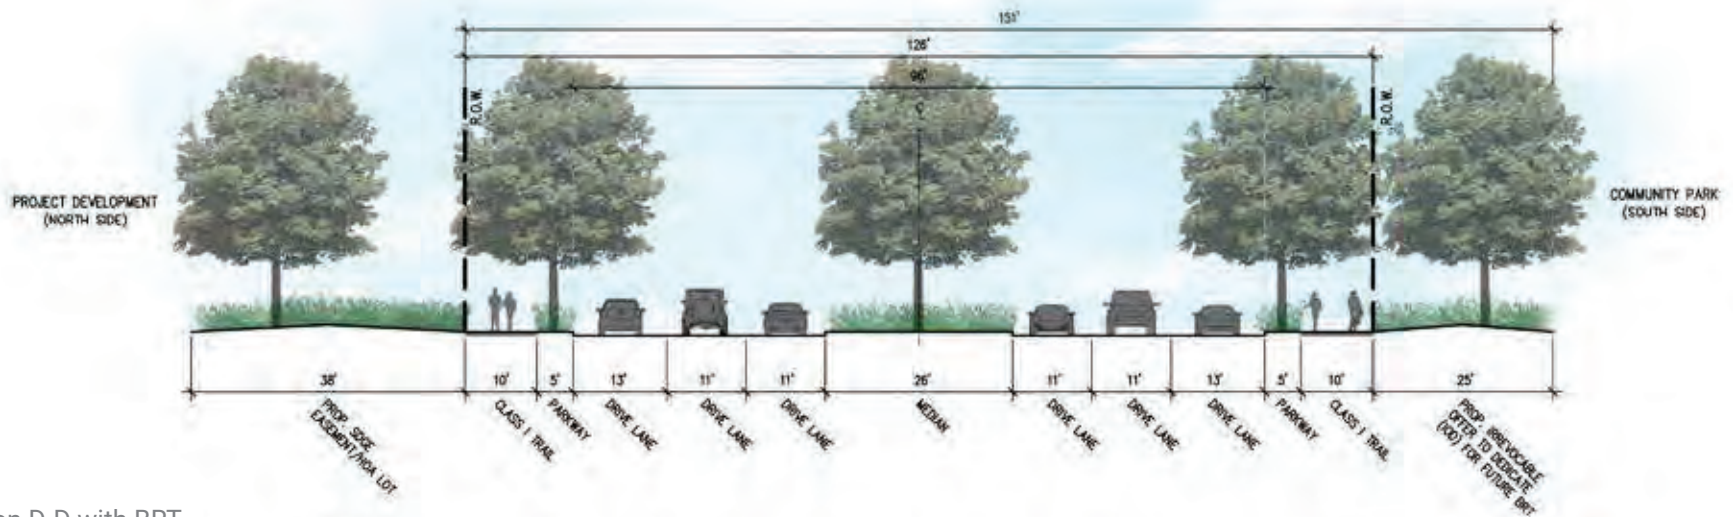 151'
126'
96'
R.O.W.
R.O.W.
PROJECT DEVELOPMENT
(NORTH SIDE)
COMMUNITY PARK
(SOUTH SIDE)
38' 10' 5' 13' 11' 11' 26' 11' 11' 13' 5' 10' 25'
PROP. SDGE
EASEMENT/HOA LOT
CLASS I TRAIL
PARKWAY
DRIVE LANE
DRIVE LANE
DRIVE LANE
MEDIAN
DRIVE LANE
DRIVE LANE
DRIVE LANE
PARKWAY
CLASS I TRAIL
PROP. IRREVOCABLE
OFFER TO DEDICATE
(IOD) FOR FUTURE BRT
D-D with BRT